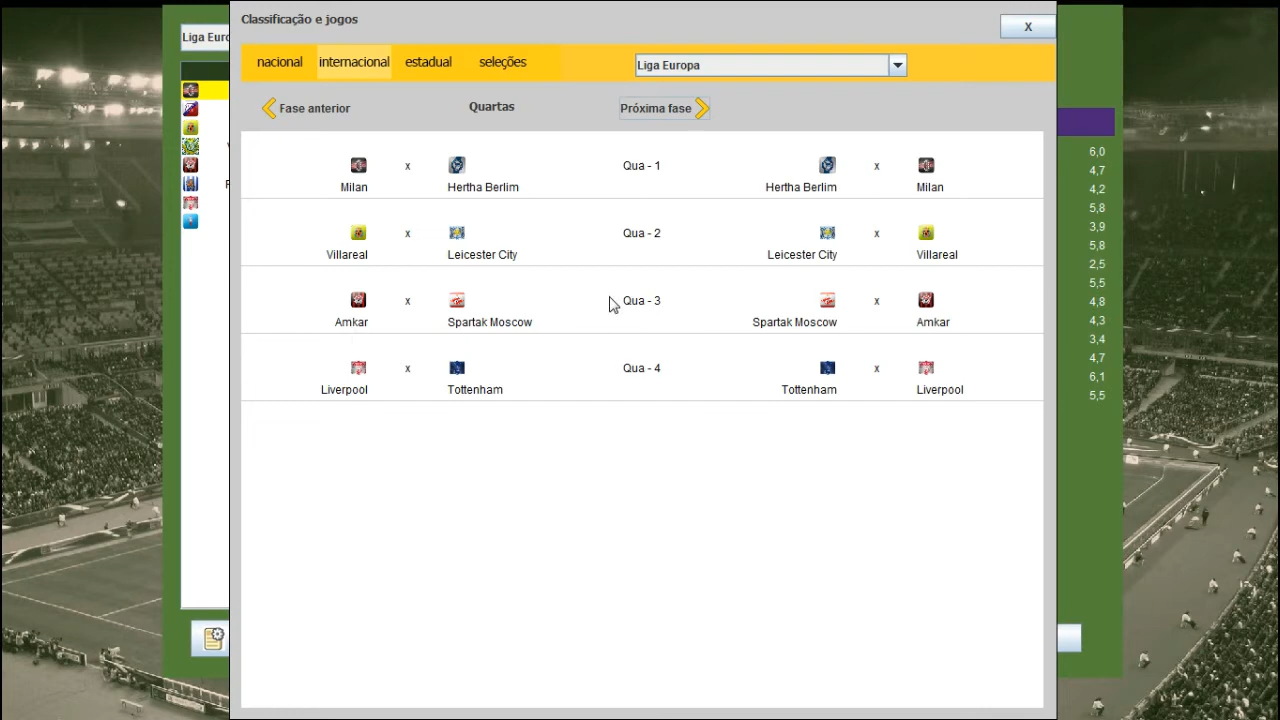 Classificação e jogos
X
Liga Euro
nacional internacional estadual seleções Liga Europa
Fase anterior Quartas Próxima fase
x Qua - 1 x
Milan Hertha Berlim Hertha Berlim Milan
x Qua - 2 x
Villareal Leicester City Leicester City Villareal
x Qua - 3 x
Amkar Spartak Moscow Spartak Moscow Amkar
x Qua - 4 x
Liverpool Tottenham Tottenham Liverpool
6,0
4,7
4,2
5,8
3,9
5,8
2,5
5,5
4,8
4,3
3,4
4,7
6,1
5,5